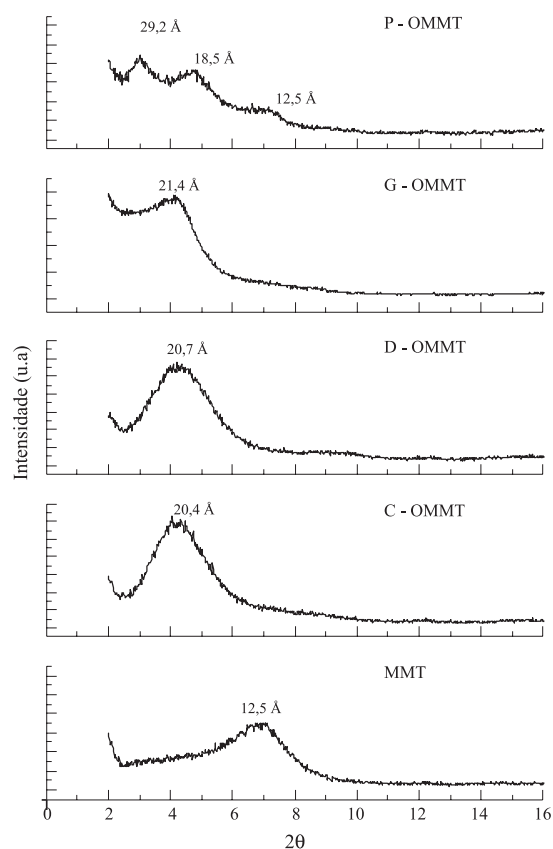 29,2 Å
P - OMMT
18,5 Å
12,5 Å
21,4 Å
G - OMMT
20,7 Å
D - OMMT
20,4 Å
C - OMMT
12,5 Å
MMT
Intensidade (u.a)
0 2 4 6 8 10 12 14 16
2θ